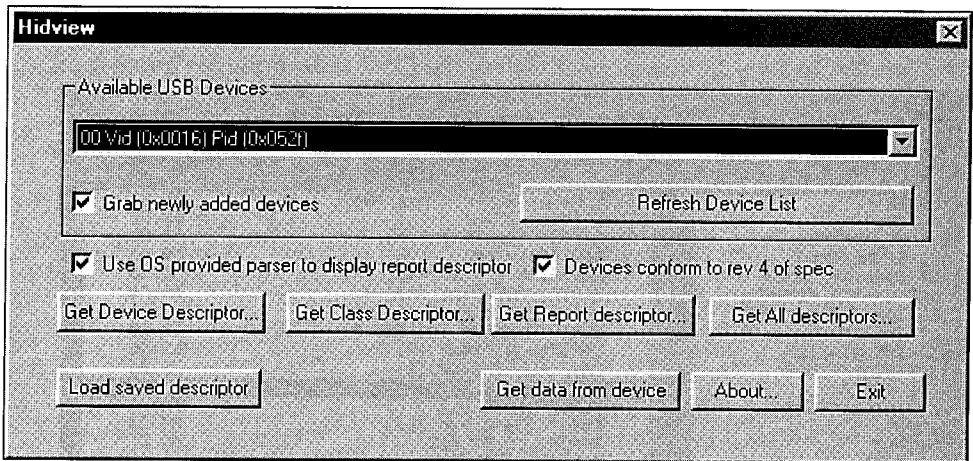 Hidview
Available USB Devices
00 Vid (0x0016) Pid (0x052f)
Grab newly added devices
Refresh Device List
Use OS provided parser to display report descriptor
Devices conform to rev 4 of spec
Get Device Descriptor...
Get Class Descriptor...
Get Report descriptor...
Get All descriptors...
Load saved descriptor
Get data from device
About...
Exit